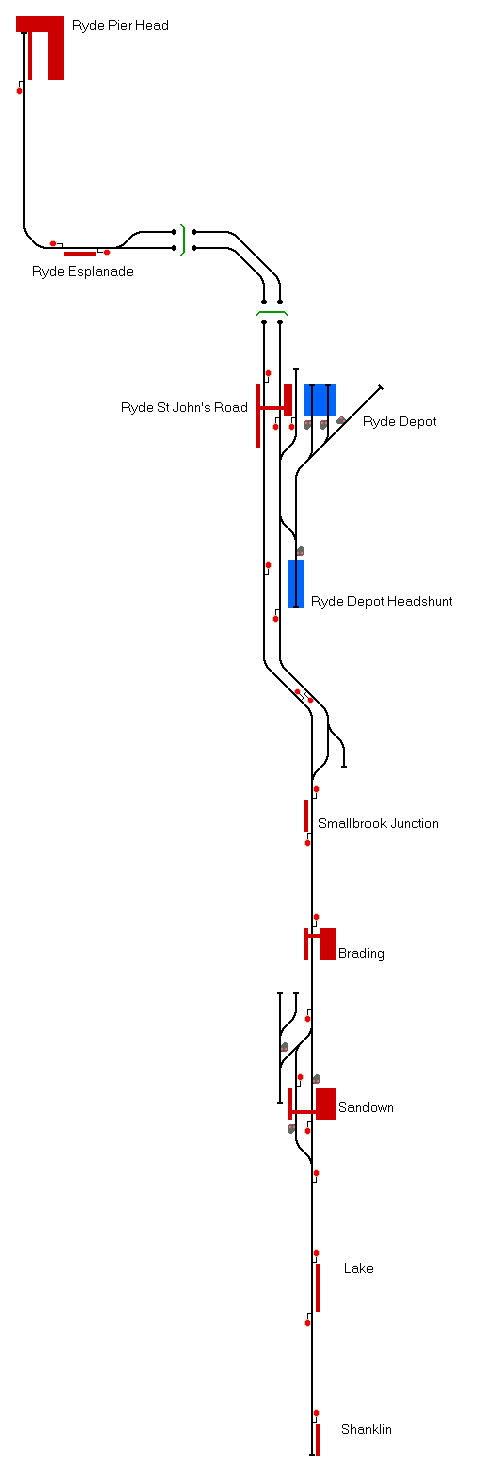 Ryde Pier Head
Ryde Esplanade
Ryde St John's Road
Ryde Depot
Ryde Depot Headshunt
Smallbrook Junction
Brading
Sandown
Lake
Shanklin